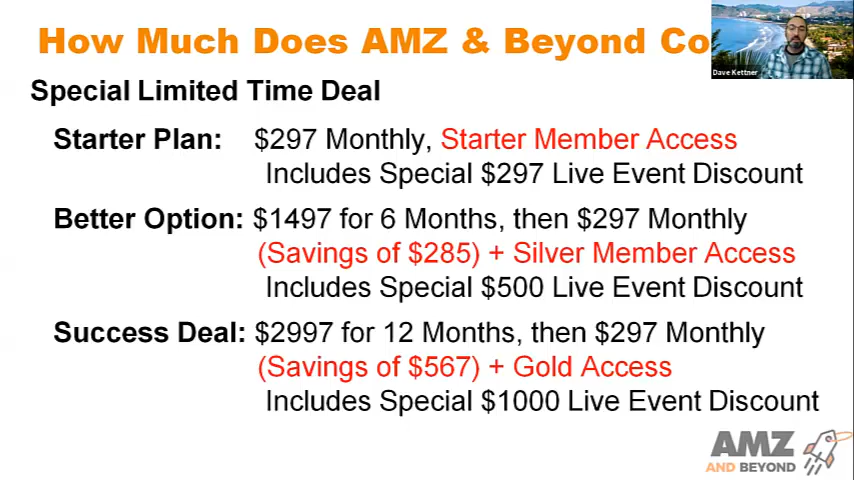 How Much Does AMZ & Beyond Co
Dave Kettner
Special Limited Time Deal
Starter Plan: $297 Monthly, Starter Member Access
Includes Special $297 Live Event Discount
Better Option: $1497 for 6 Months, then $297 Monthly
(Savings of $285) + Silver Member Access
Includes Special $500 Live Event Discount
Success Deal: $2997 for 12 Months, then $297 Monthly
(Savings of $567) + Gold Access
Includes Special $1000 Live Event Discount
AMZ
AND BEYOND